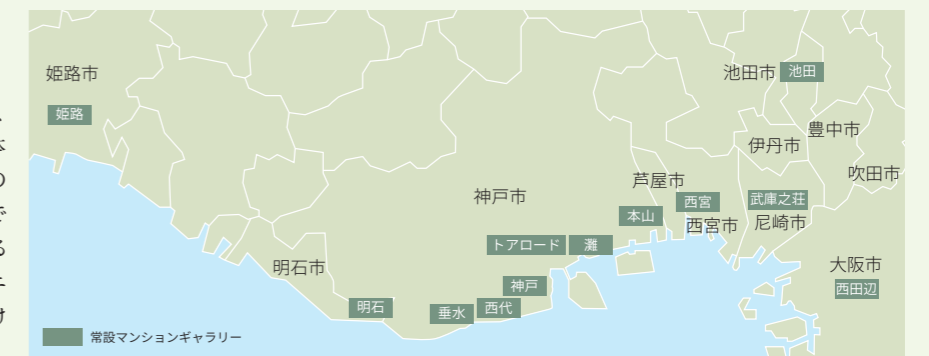 姫路市
池田市
池田
姫路
豊中市
伊丹市
吹田市
芦屋市
神戸市
西宮
武庫之荘
本山
西宮市
尼崎市
トアロード
灘
明石市
大阪市
神戸
西田辺
明石
垂水
西代
常設マンションギャラリー